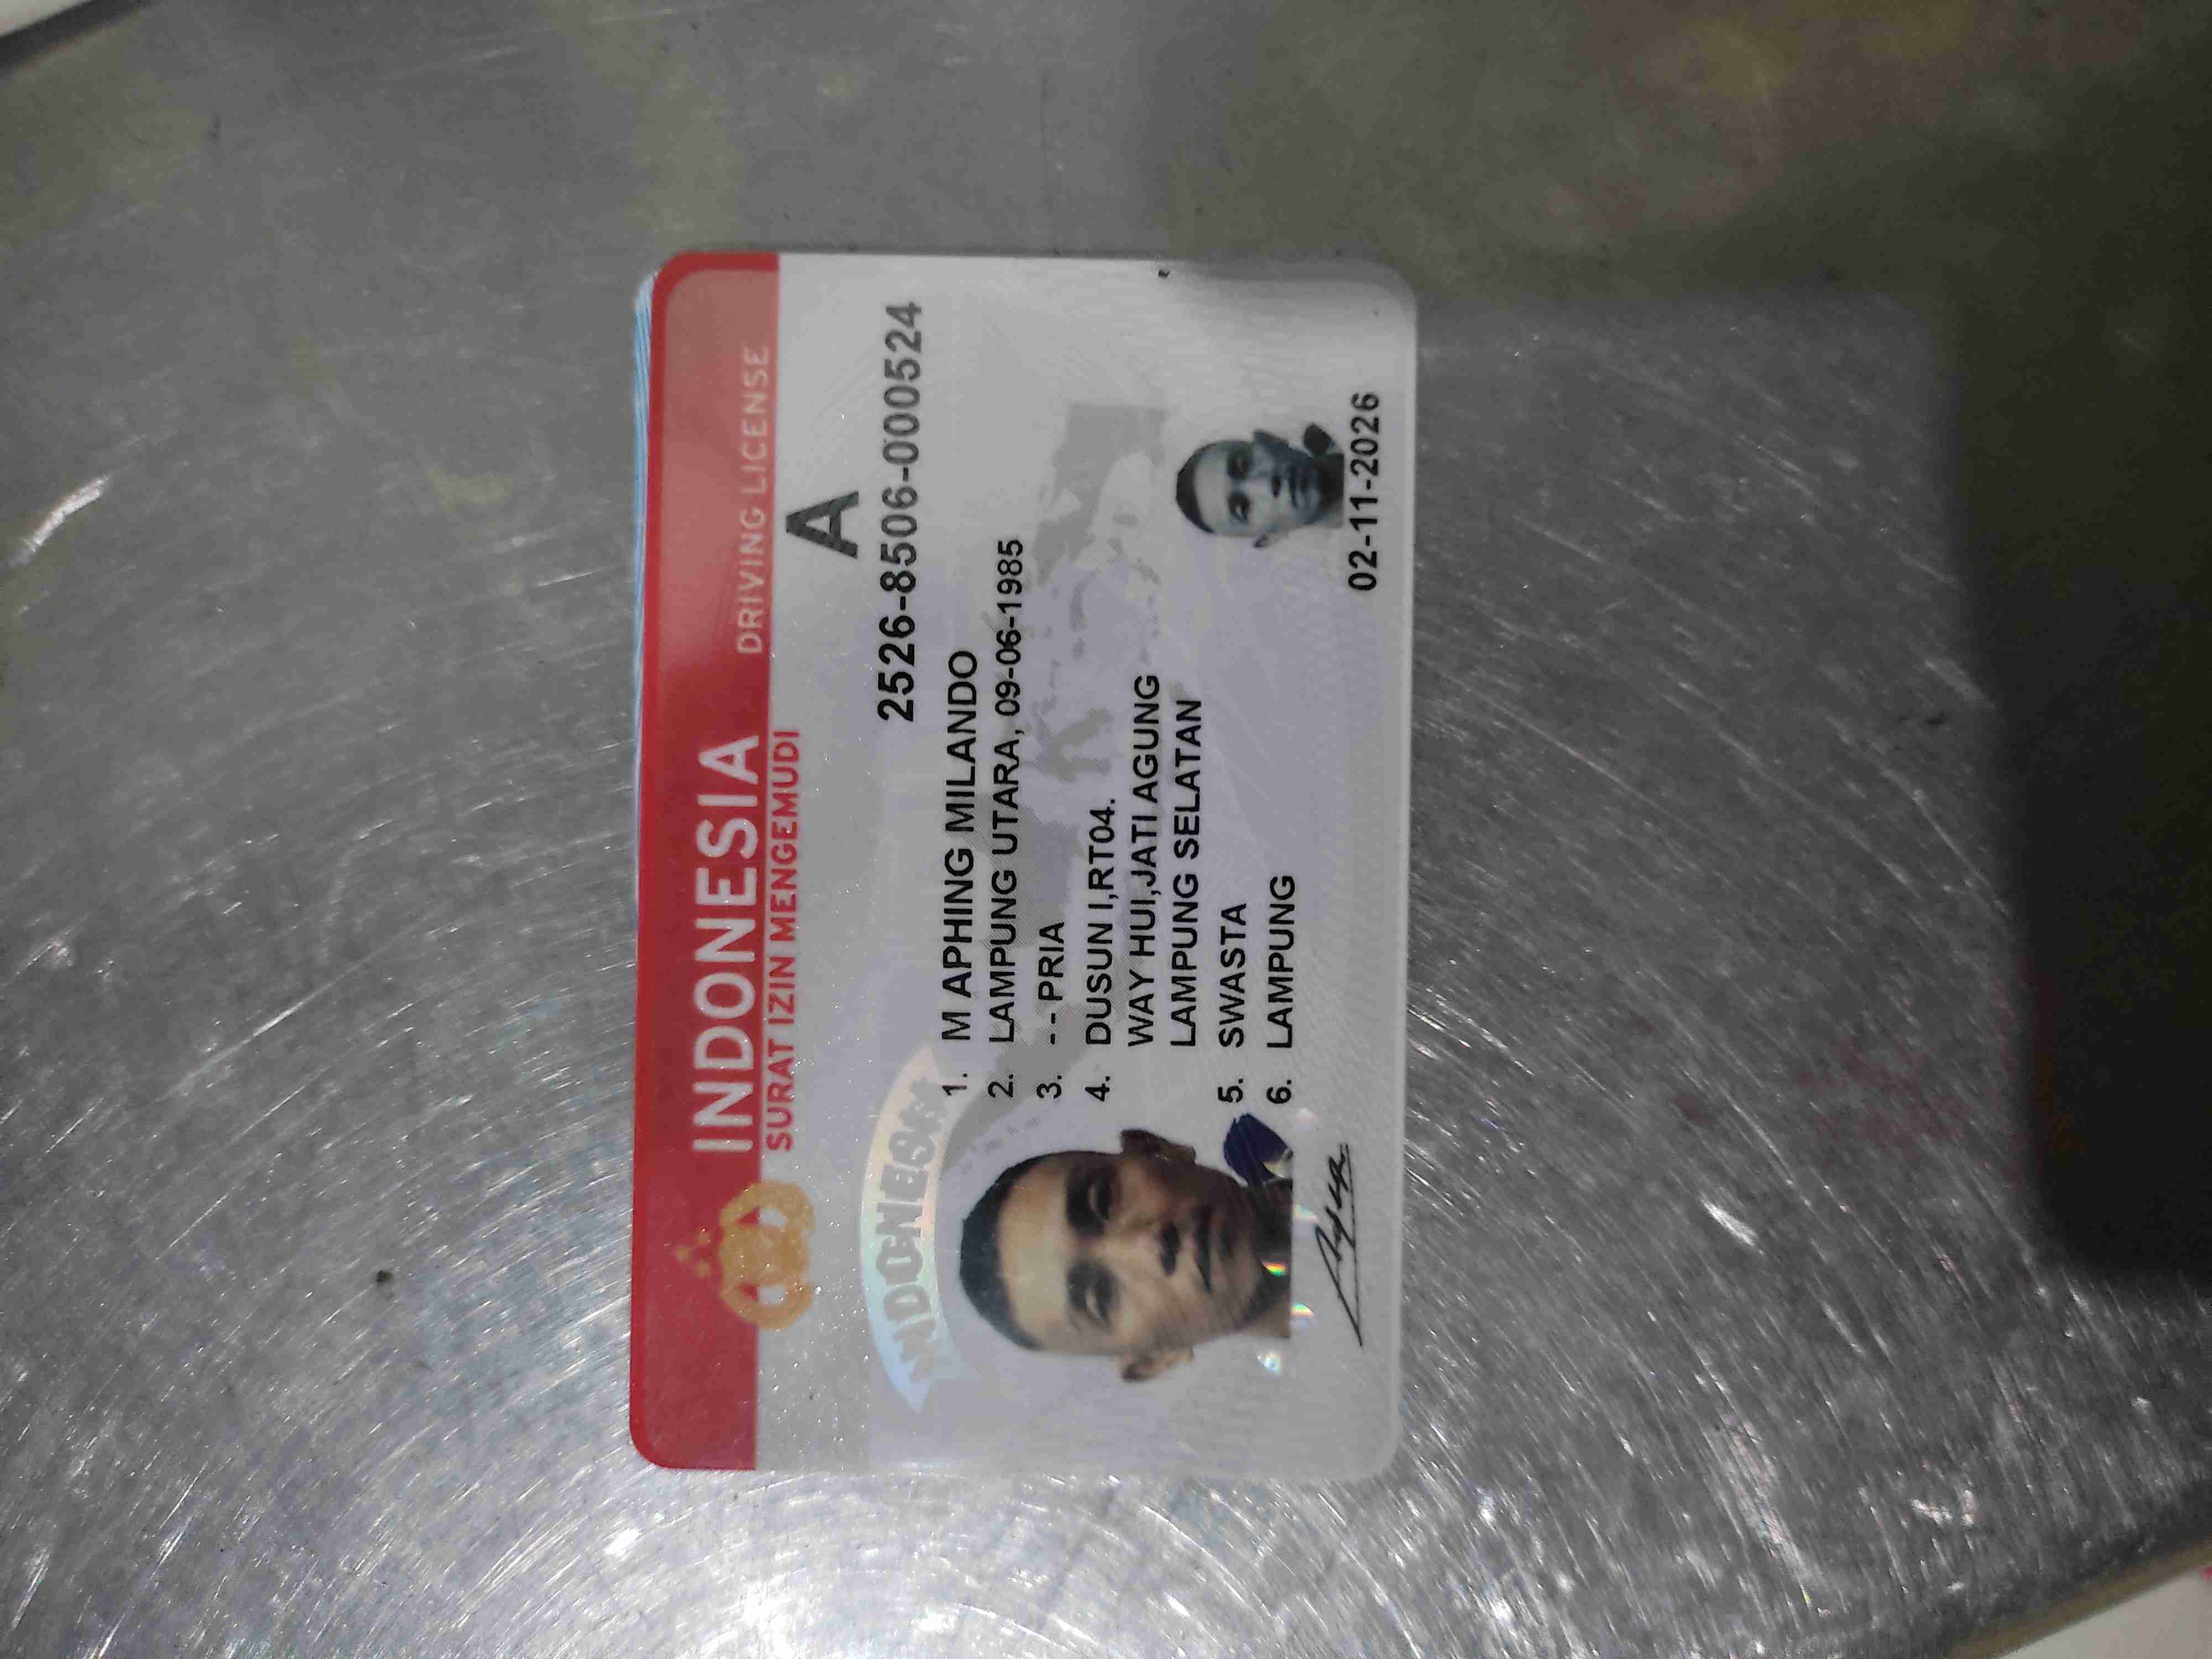 INDONESIA
SURAT IZIN MENGEMUDI
DRIVING LICENSE
A
2526-8506-000524
INDONESIA
1. M APHING MILANDO
2. LAMPUNG UTARA, 09-06-1985
3. - - PRIA
4. DUSUN I,RT04.
WAY HUI,JATI AGUNG
LAMPUNG SELATAN
5. SWASTA
6. LAMPUNG
02-11-2026